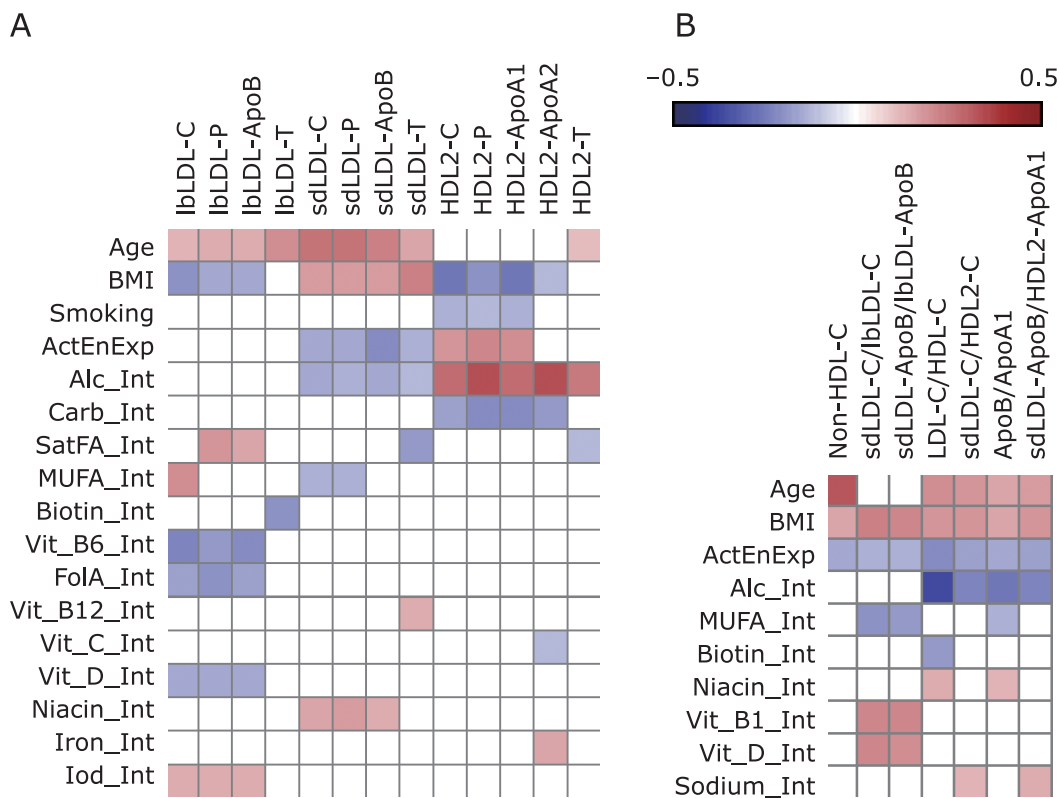 A
lbLDL-C
lbLDL-P
lbLDL-ApoB
lbLDL-T
sdLDL-C
sdLDL-P
sdLDL-ApoB
sdLDL-T
HDL2-C
HDL2-P
HDL2-ApoA1
HDL2-ApoA2
HDL2-T
Age
BMI
Smoking
ActEnExp
Alc_Int
Carb_Int
SatFA_Int
MUFA_Int
Biotin_Int
Vit_B6_Int
FolA_Int
Vit_B12_Int
Vit_C_Int
Vit_D_Int
Niacin_Int
Iron_Int
Iod_Int
B
−0.5
0.5
Non-HDL-C
sdLDL-C/lbLDL-C
sdLDL-ApoB/lbLDL-ApoB
LDL-C/HDL-C
sdLDL-C/HDL2-C
ApoB/ApoA1
sdLDL-ApoB/HDL2-ApoA1
Age
BMI
ActEnExp
Alc_Int
MUFA_Int
Biotin_Int
Niacin_Int
Vit_B1_Int
Vit_D_Int
Sodium_Int